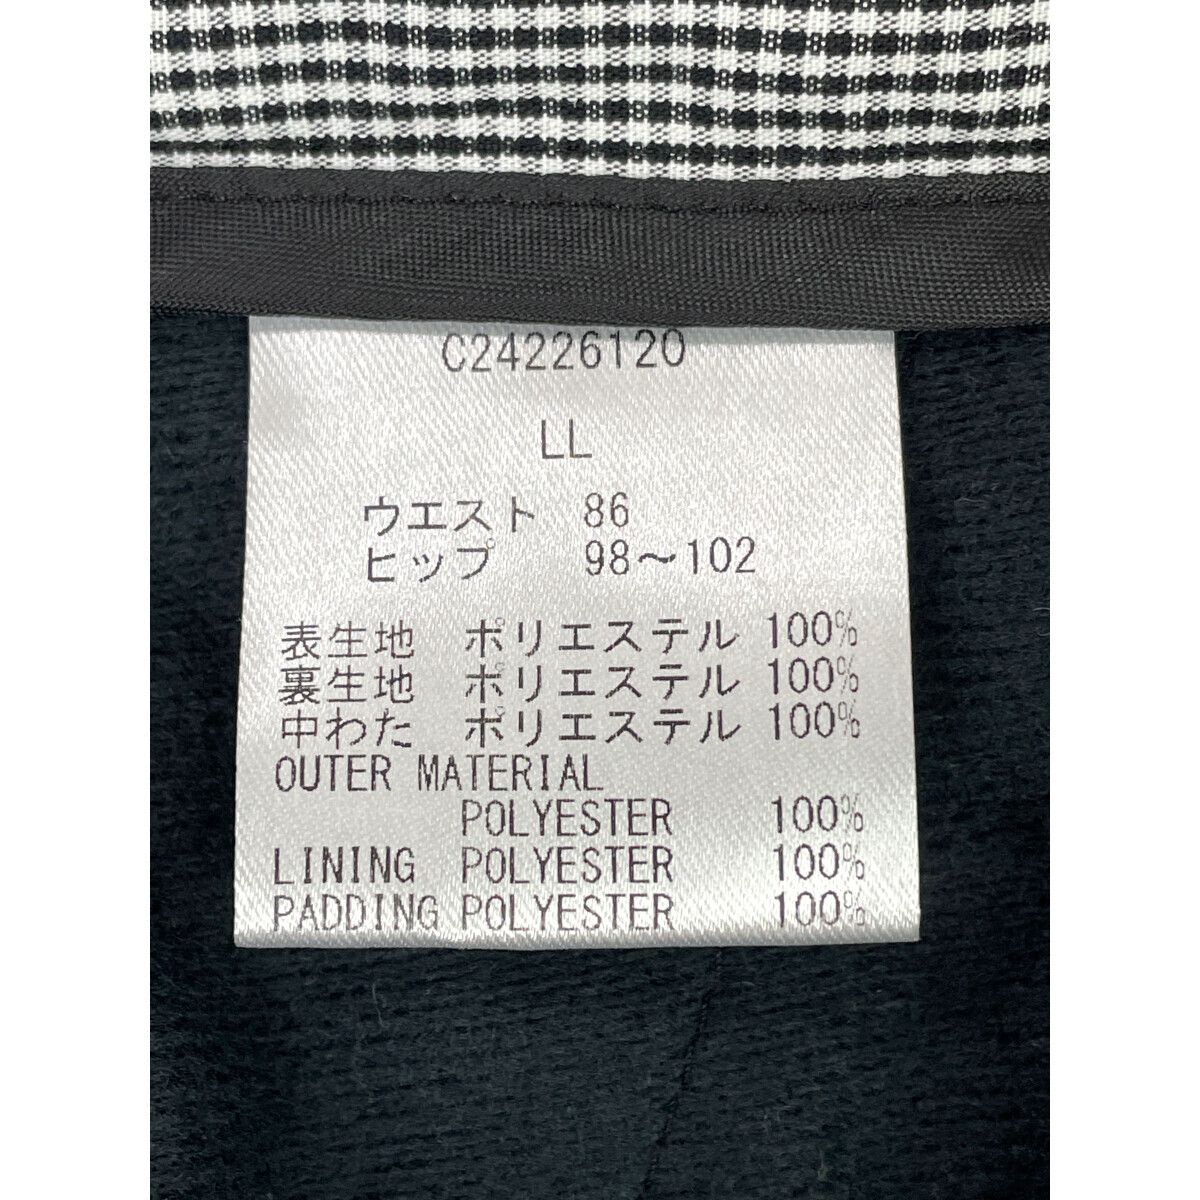 C24226120
LL
ウエスト 86
ヒップ 98～102
表生地 ポリエステル 100%
裏生地 ポリエステル 100%
中わた ポリエステル 100%
OUTER MATERIAL
POLYESTER 100%
LINING POLYESTER 100%
PADDING POLYESTER 100%